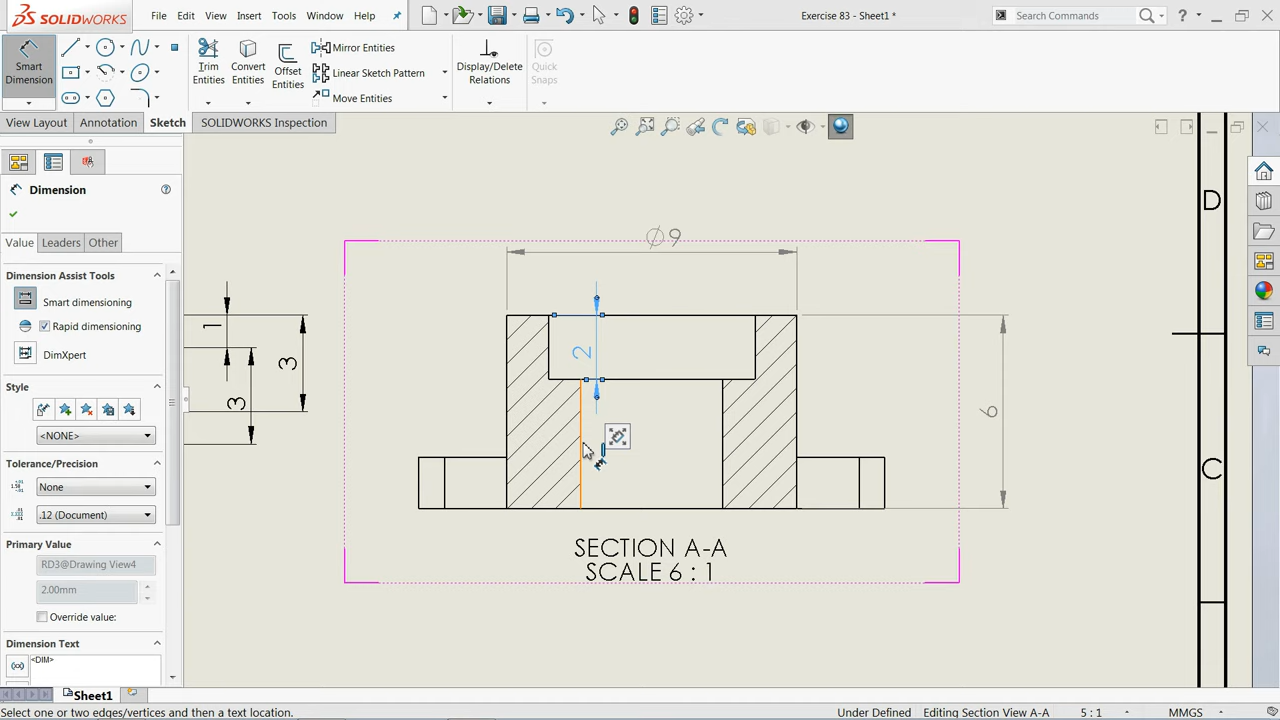 SOLIDWORKS
File
Edit
View
Insert
Tools
Window
Help
Exercise 83 - Sheet1 *
Search Commands
?
Smart
Dimension
Trim
Entities
Convert
Entities
Offset
Entities
Mirror Entities
Linear Sketch Pattern
Move Entities
Display/Delete
Relations
Quick
Snaps
View Layout
Annotation
Sketch
SOLIDWORKS Inspection
Dimension
Value
Leaders
Other
Dimension Assist Tools
Smart dimensioning
Rapid dimensioning
DimXpert
Style
<NONE>
Tolerance/Precision
None
.12 (Document)
Primary Value
RD3@Drawing View4
2.00mm
Override value:
Dimension Text
<DIM>
1
3
3
∅9
2
6
SECTION A-A
SCALE 6 : 1
D
C
Sheet1
Select one or two edges/vertices and then a text location.
Under Defined
Editing Section View A-A
5 : 1
MMGS